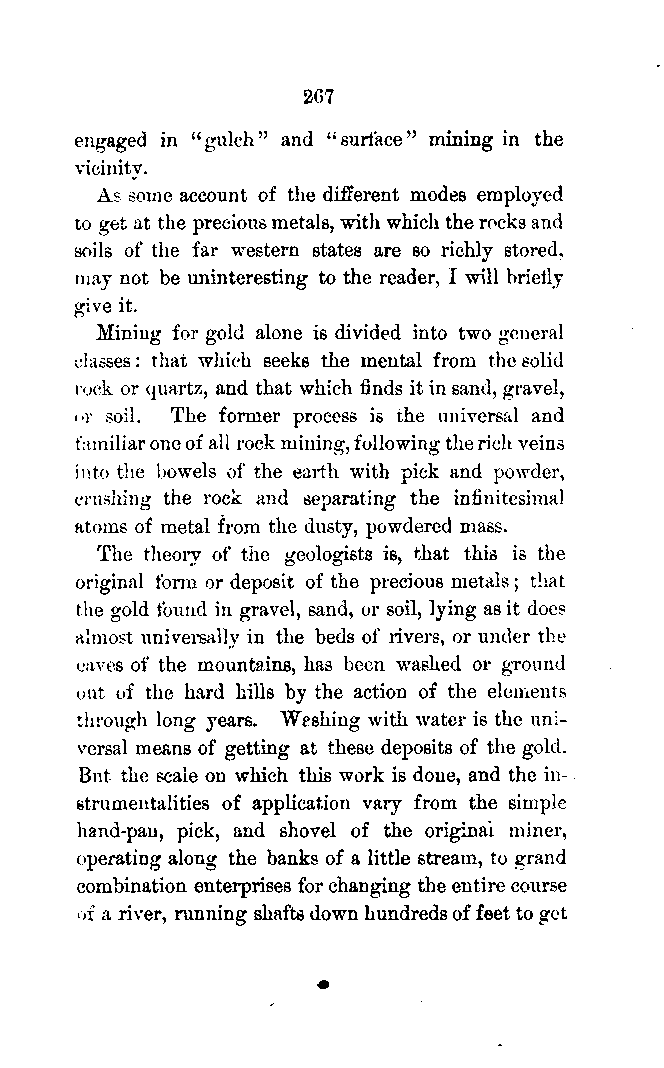 267
engaged in "gulch" and "surface" mining in the
vicinity.
As some account of the different modes employed
to get at the precious metals, with which the rocks and
soils of the far western states are so richly stored,
may not be uninteresting to the reader, I will briefly
give it.
Mining for gold alone is divided into two general
classes: that which seeks the mental from the solid
rock or quartz, and that which finds it in sand, gravel,
or soil. The former process is the universal and
familiar one of all rock mining, following the rich veins
into the bowels of the earth with pick and powder,
crushing the rock and separating the infinitesimal
atoms of metal from the dusty, powdered mass.
The theory of the geologists is, that this is the
original form or deposit of the precious metals; that
the gold found in gravel, sand, or soil, lying as it does
almost universally in the beds of rivers, or under the
eaves of the mountains, has been washed or ground
out of the hard hills by the action of the elements
through long years. Washing with water is the uni-
versal means of getting at these deposits of the gold.
But the scale on which this work is done, and the in-
strumentalities of application vary from the simple
hand-pan, pick, and shovel of the original miner,
operating along the banks of a little stream, to grand
combination enterprises for changing the entire course
of a river, running shafts down hundreds of feet to get